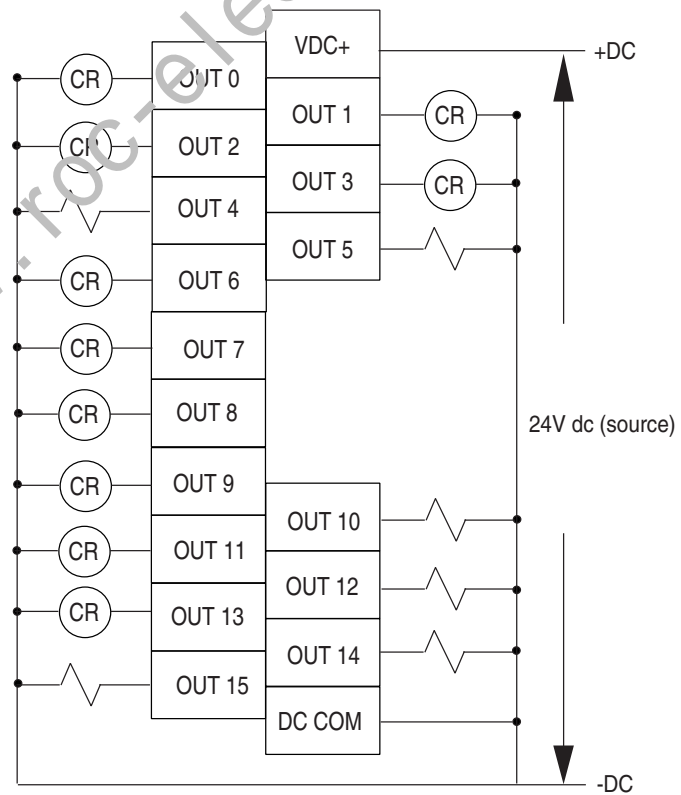 VDC+
+DC
CR OUT 0
OUT 1 CR
CR OUT 2
OUT 3 CR
OUT 4
OUT 5
CR OUT 6
CR OUT 7
CR OUT 8
24V dc (source)
CR OUT 9
OUT 10
CR OUT 11
OUT 12
CR OUT 13
OUT 14
OUT 15
DC COM
-DC